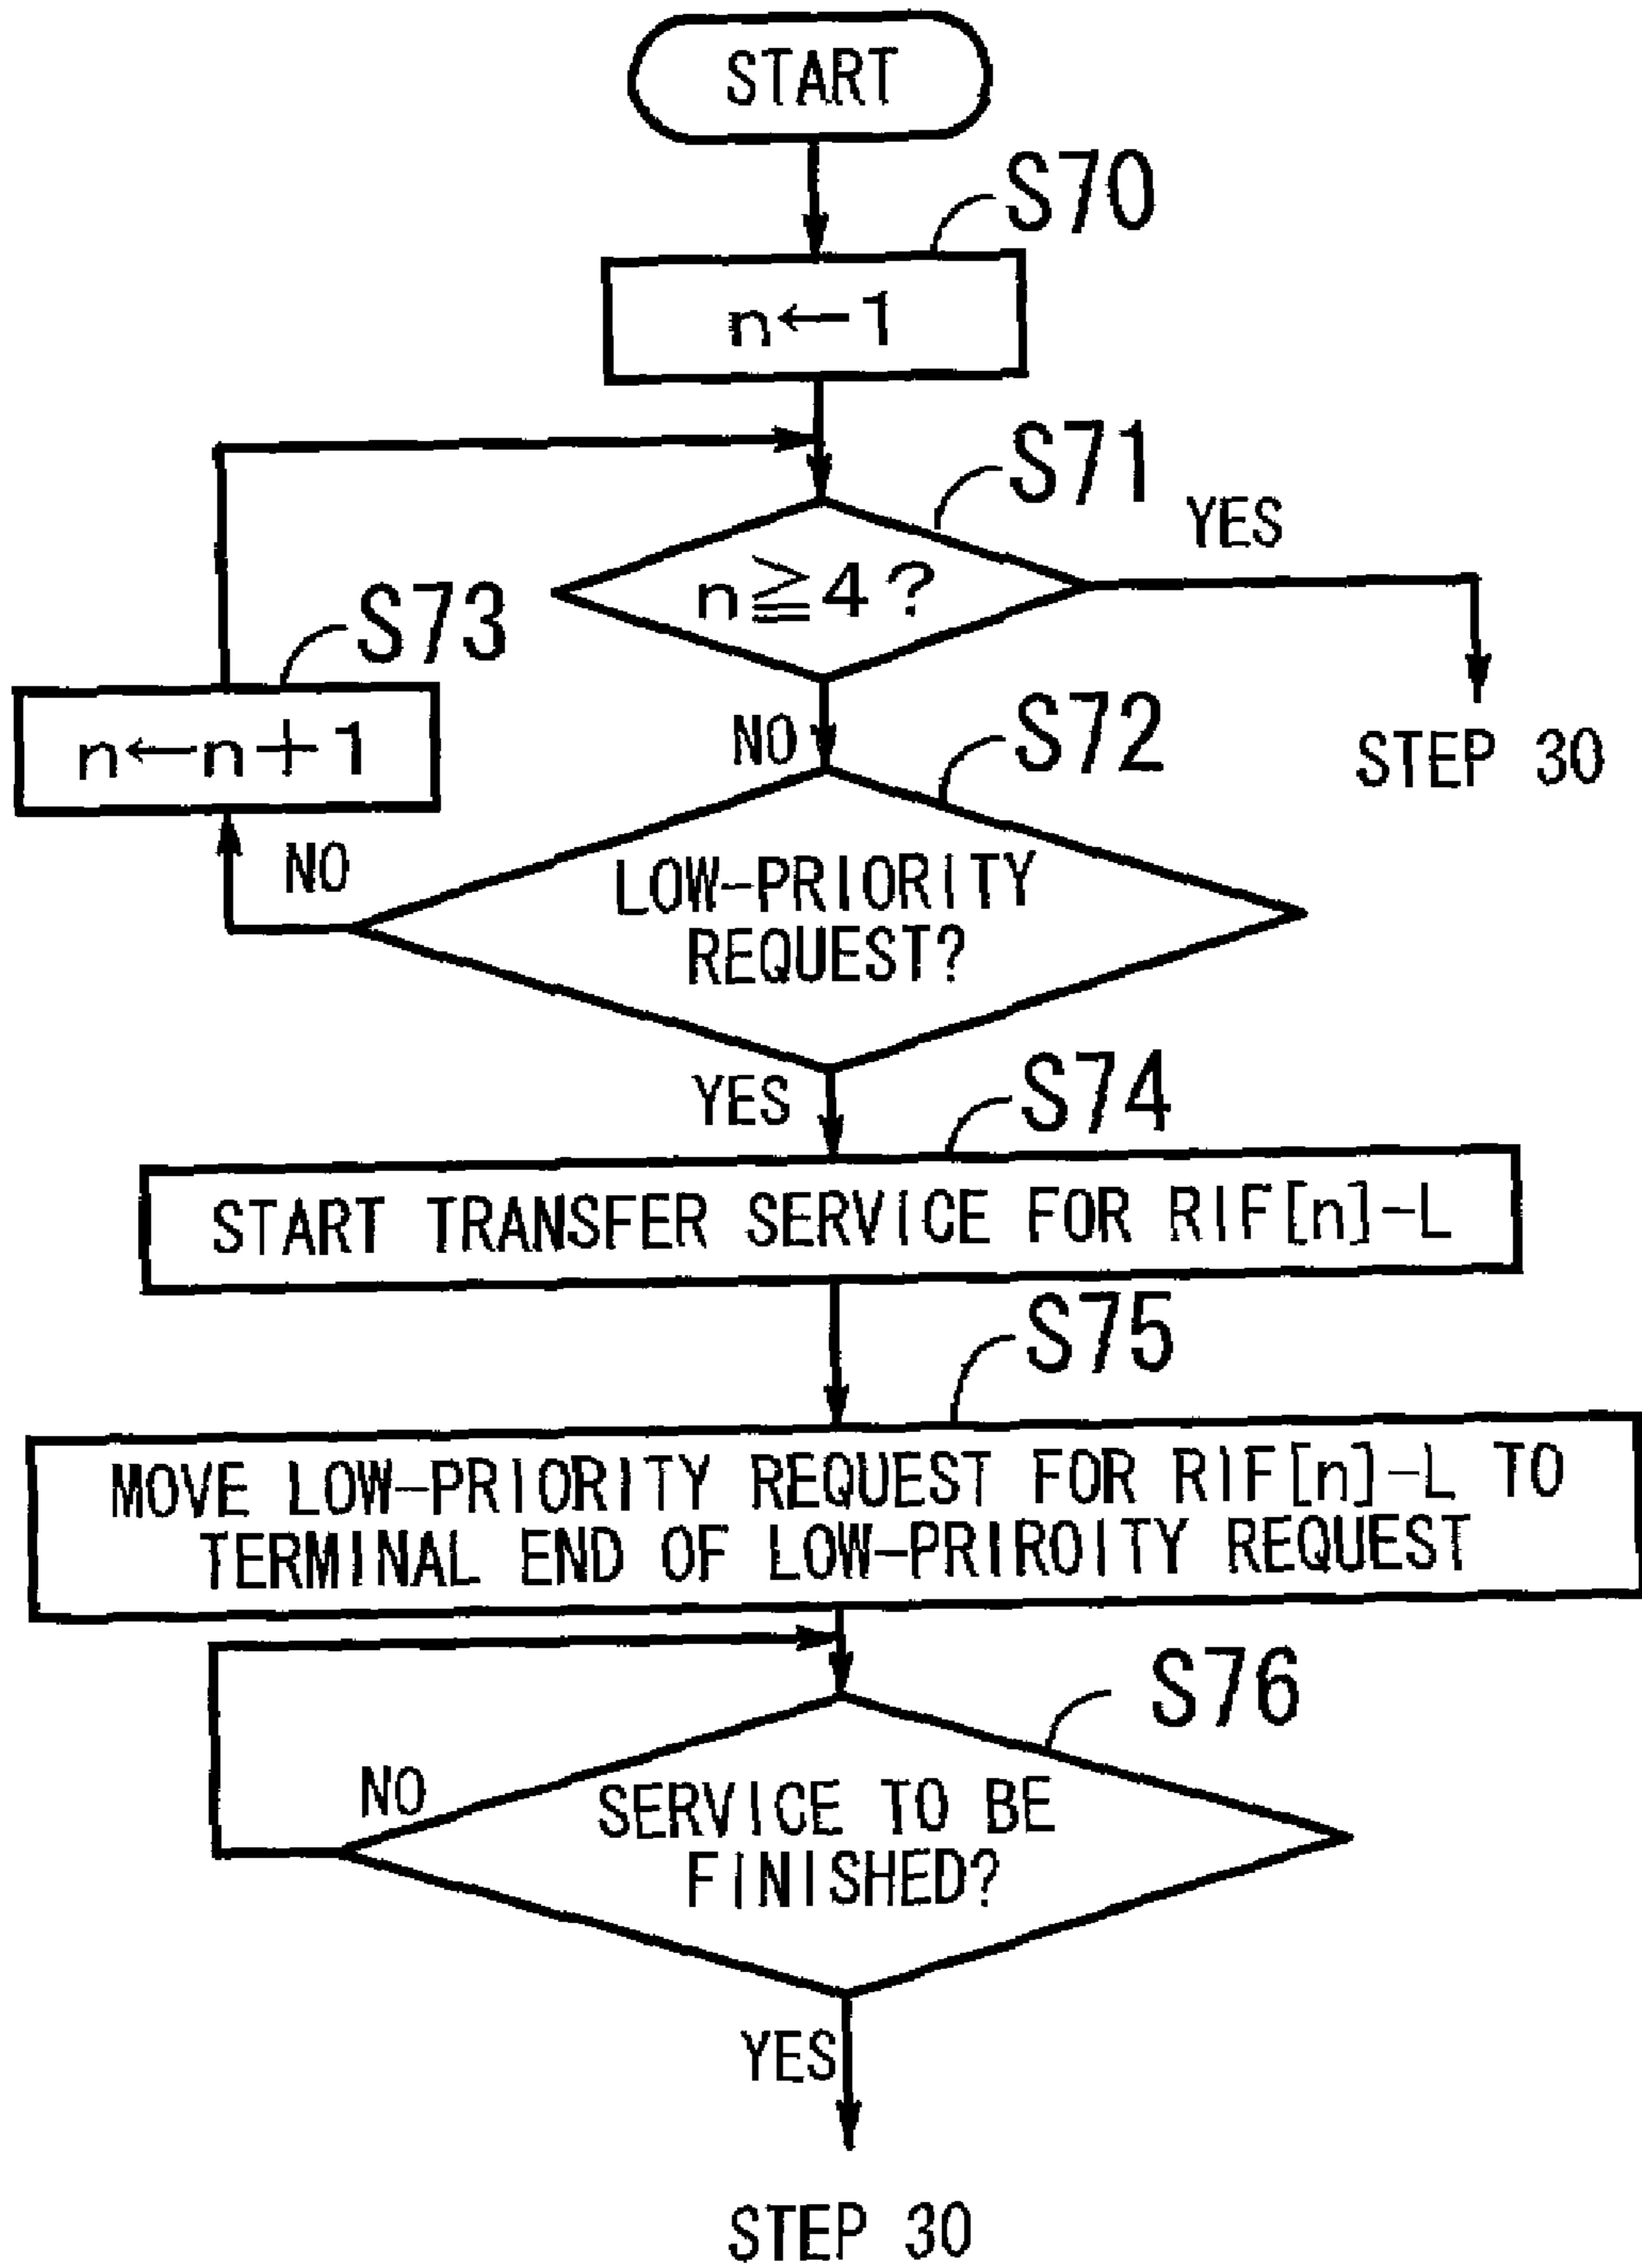 START
S70
n←1
S71
YES
n≧4?
S73
n←n+1
NO
S72
STEP 30
NO
LOW-PRIORITY
REQUEST?
YES
S74
START TRANSFER SERVICE FOR RIF[n]-L
S75
MOVE LOW-PRIORITY REQUEST FOR RIF[n]-L TO
TERMINAL END OF LOW-PRIROITY REQUEST
S76
NO
SERVICE TO BE
FINISHED?
YES
STEP 30